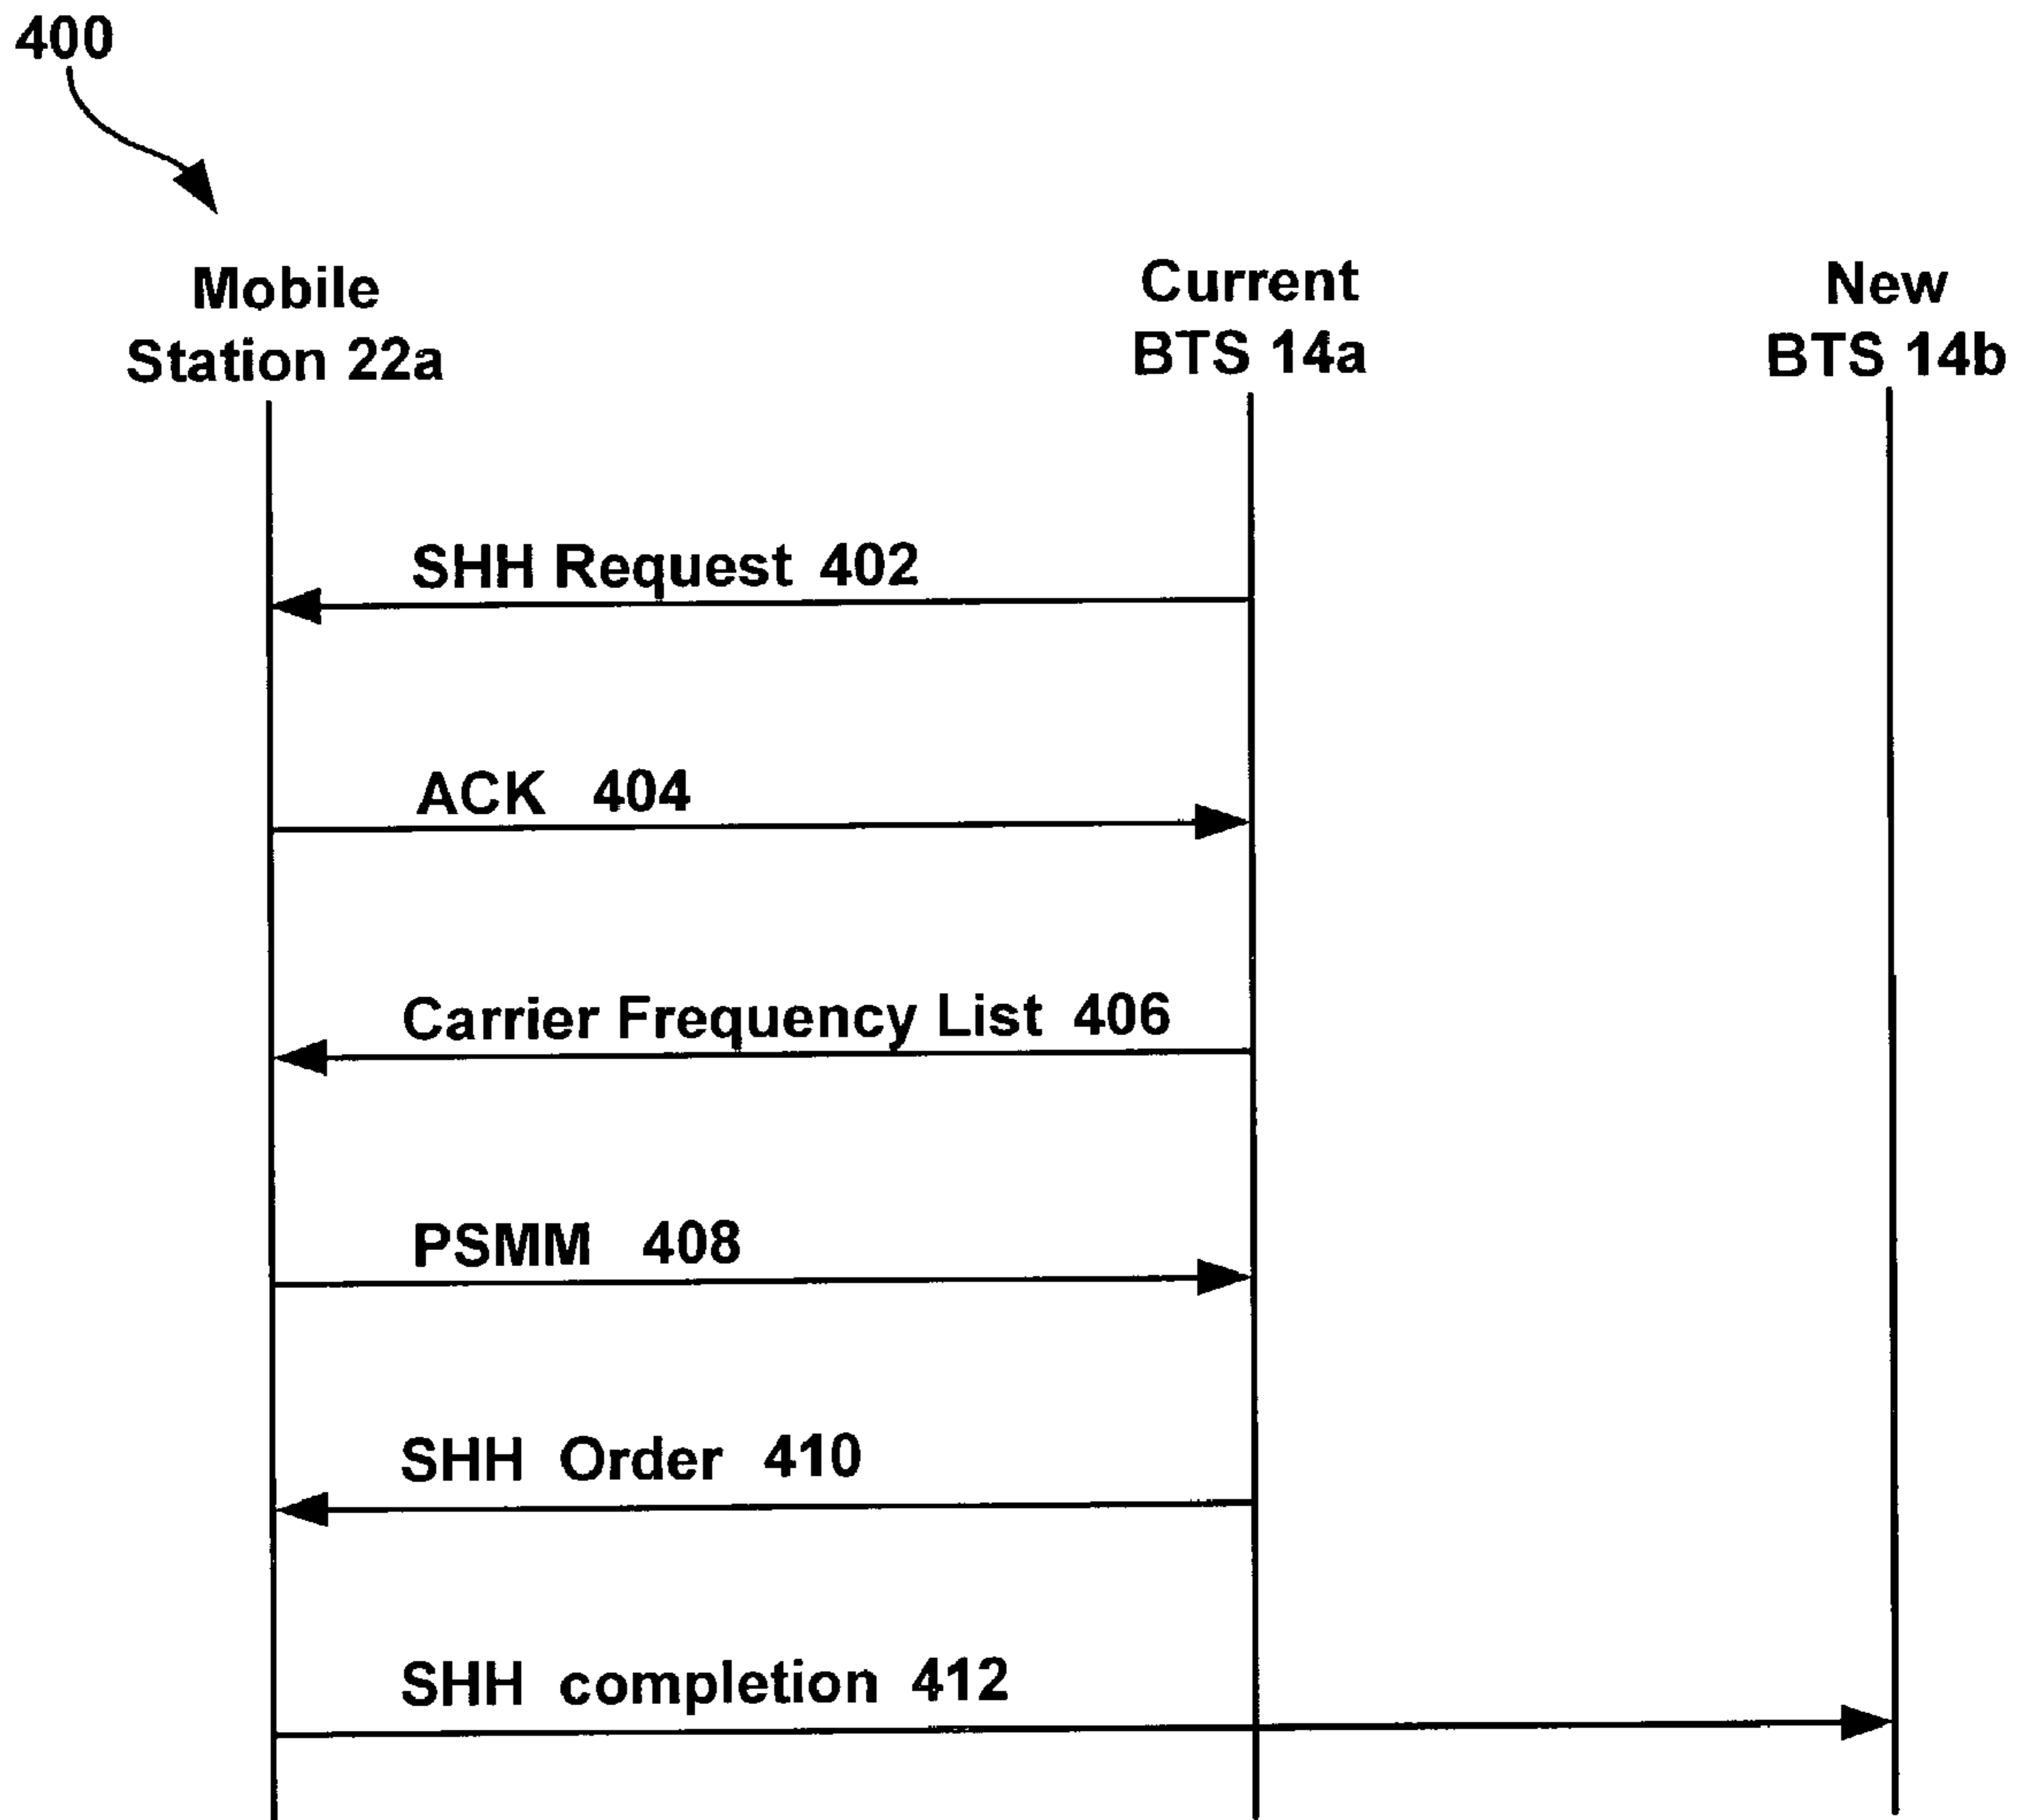 400
Mobile
Station 22a
Current
BTS 14a
New
BTS 14b
SHH Request 402
ACK 404
Carrier Frequency List 406
PSMM 408
SHH Order 410
SHH completion 412